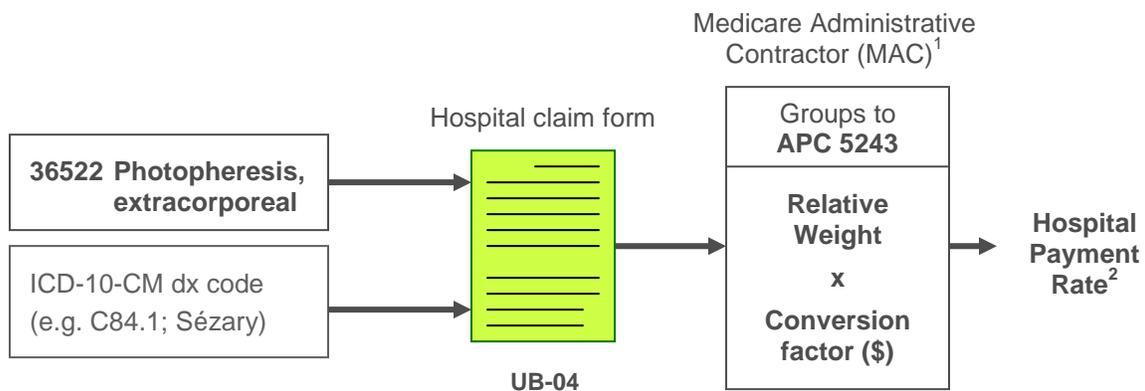 Medicare Administrative
Contractor (MAC)1
Hospital claim form
36522 Photopheresis,
extracorporeal
ICD-10-CM dx code
(e.g. C84.1; Sézary)
UB-04
Groups to
APC 5243
Relative
Weight
x
Conversion
factor ($)
Hospital
Payment
Rate2